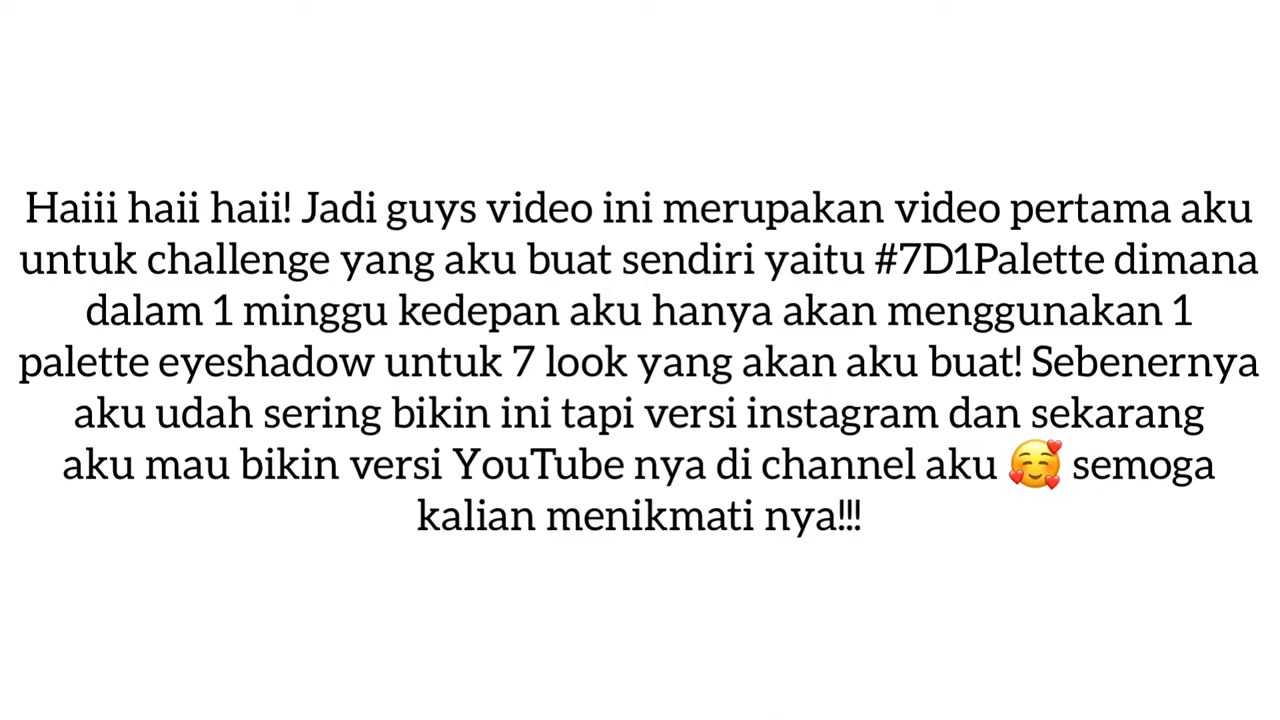 Haiii haii haii! Jadi guys video ini merupakan video pertama aku
untuk challenge yang aku buat sendiri yaitu #7D1Palette dimana
dalam 1 minggu kedepan aku hanya akan menggunakan 1
palette eyeshadow untuk 7 look yang akan aku buat! Sebenernya
aku udah sering bikin ini tapi versi instagram dan sekarang
aku mau bikin versi YouTube nya di channel aku 🥰 semoga
kalian menikmati nya!!!